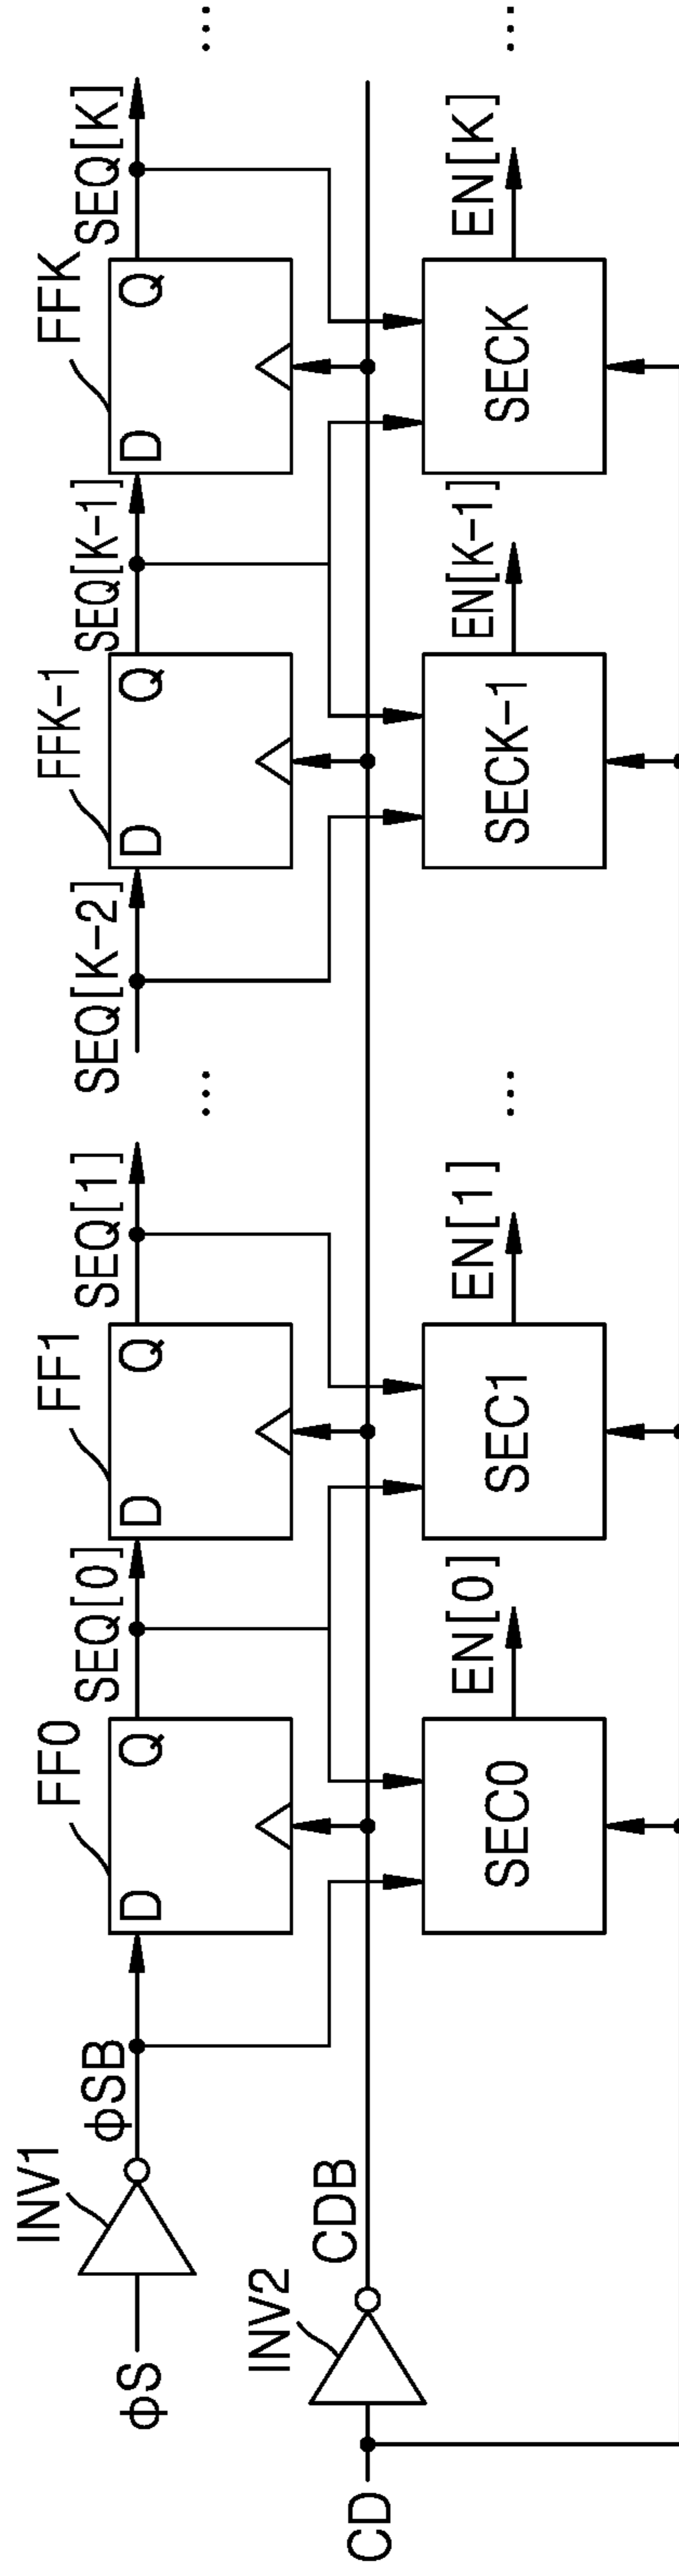 INV1
ϕS
ϕSB
FF0
D
Q
SEQ[0]
FF1
D
Q
SEQ[1]
...
SEQ[K-2]
FFK-1
D
Q
SEQ[K-1]
FFK
D
Q
SEQ[K]
...
CD
INV2
CDB
SEC0
EN[0]
SEC1
EN[1]
...
SECK-1
EN[K-1]
SECK
EN[K]
...